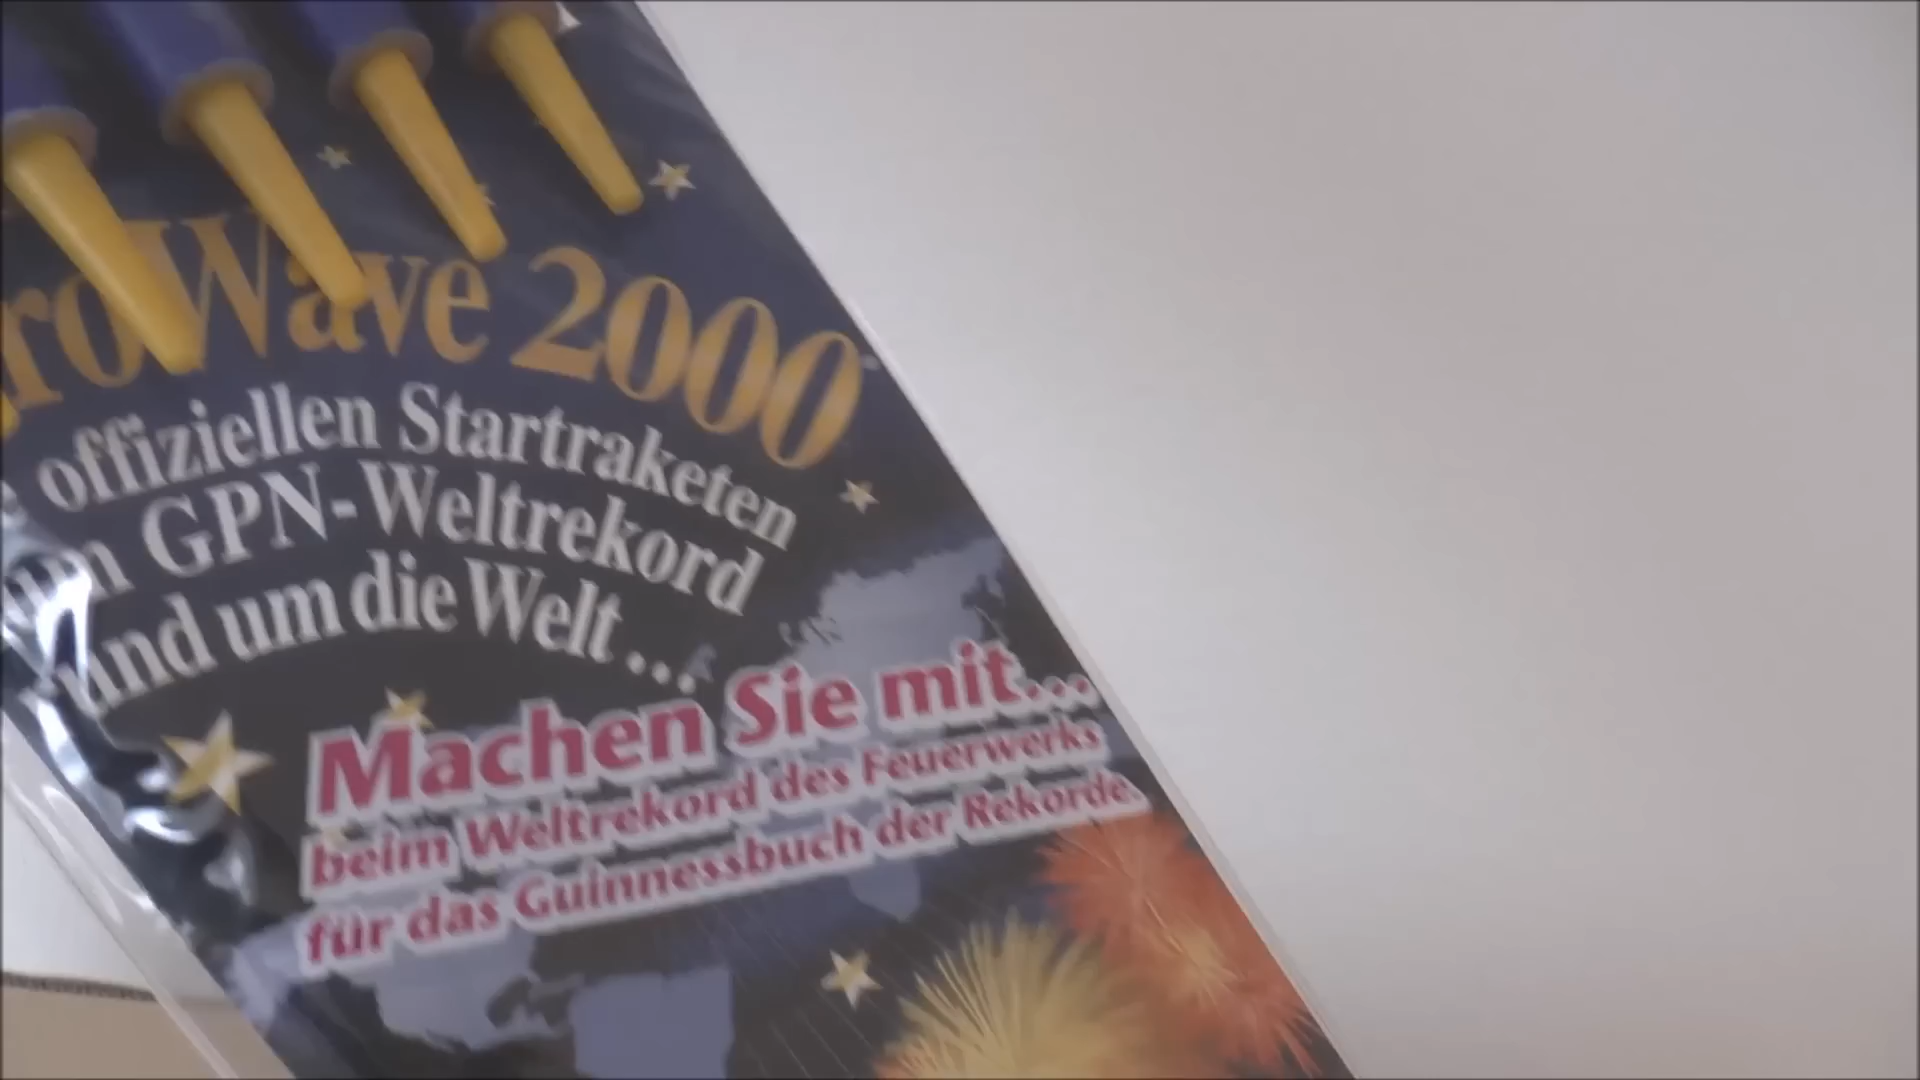 roWave 2000
offiziellen Startraketen
GPN-Weltrekord
rund um die Welt ...
Machen Sie mit...
beim Weltrekord des Feuerwerks
für das Guinnessbuch der Rekorde.